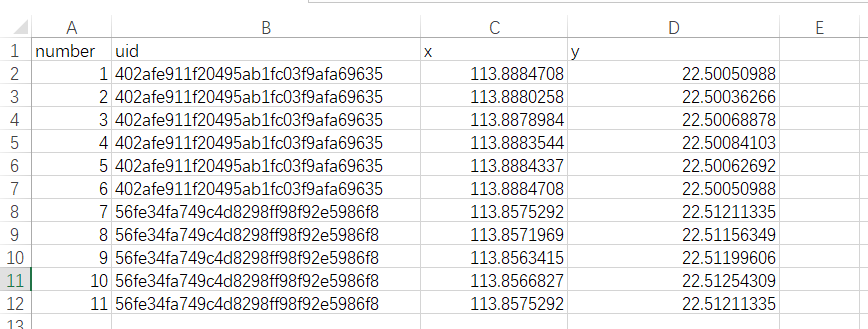 A B C D E
1 number uid x y
2 1 402afe911f20495ab1fc03f9afa69635 113.8884708 22.50050988
3 2 402afe911f20495ab1fc03f9afa69635 113.8880258 22.50036266
4 3 402afe911f20495ab1fc03f9afa69635 113.8878984 22.50068878
5 4 402afe911f20495ab1fc03f9afa69635 113.8883544 22.50084103
6 5 402afe911f20495ab1fc03f9afa69635 113.8884337 22.50062692
7 6 402afe911f20495ab1fc03f9afa69635 113.8884708 22.50050988
8 7 56fe34fa749c4d8298ff98f92e5986f8 113.8575292 22.51211335
9 8 56fe34fa749c4d8298ff98f92e5986f8 113.8571969 22.51156349
10 9 56fe34fa749c4d8298ff98f92e5986f8 113.8563415 22.51199606
11 10 56fe34fa749c4d8298ff98f92e5986f8 113.8566827 22.51254309
12 11 56fe34fa749c4d8298ff98f92e5986f8 113.8575292 22.51211335
13